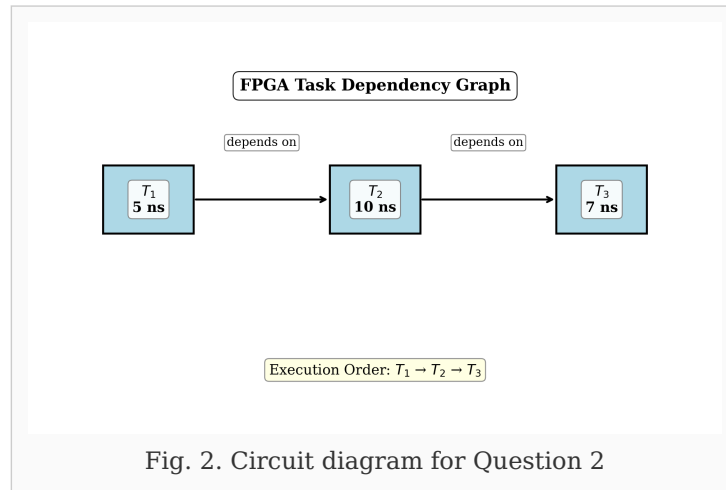 FPGA Task Dependency Graph
depends on
depends on
T₁
5 ns
T₂
10 ns
T₃
7 ns
Execution Order: T₁ → T₂ → T₃
Fig. 2. Circuit diagram for Question 2